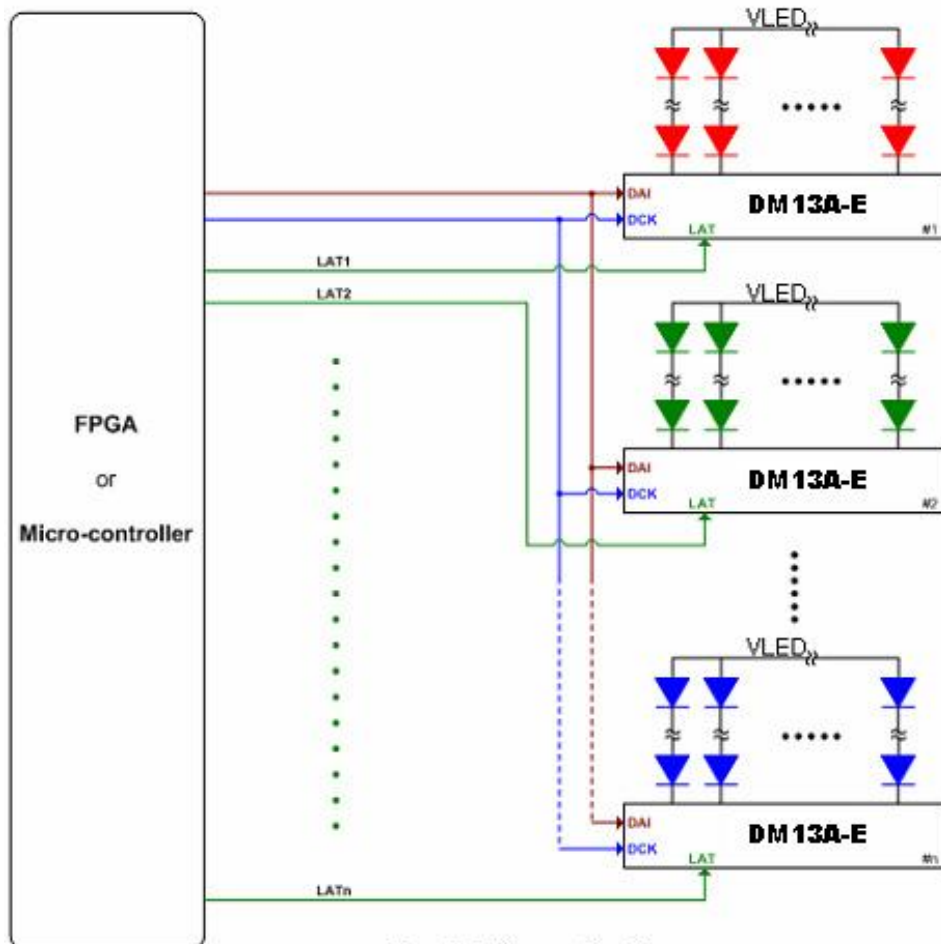 VLED
DAI
DM13A-E
DCK
LAT
#1
LAT1
LAT2
VLED
FPGA
or
Micro-controller
DAI
DM13A-E
DCK
LAT
#2
VLED
DAI
DM13A-E
DCK
LAT
#n
LATn